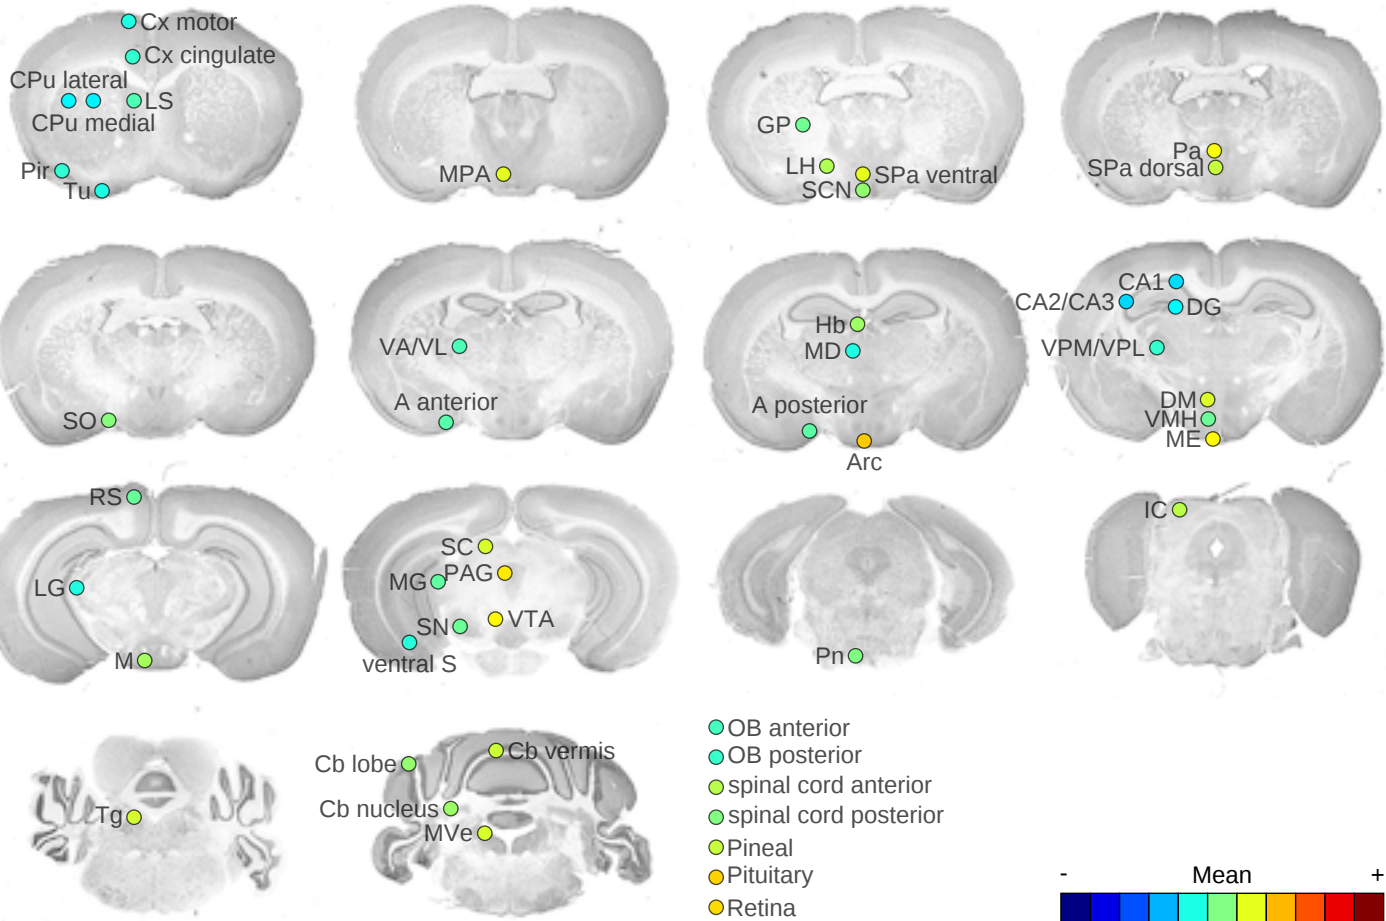 Cx motor
Cx cingulate
CPu lateral
LS
CPu medial
Pir
Tu
MPA
GP
LH
SPa ventral
SCN
Pa
SPa dorsal
SO
VA/VL
A anterior
Hb
MD
A posterior
Arc
CA1
CA2/CA3
DG
VPM/VPL
DM
VMH
ME
RS
LG
M
SC
MG
PAG
VTA
SN
ventral S
Pn
IC
Tg
Cb lobe
Cb vermis
Cb nucleus
MVe
OB anterior
OB posterior
spinal cord anterior
spinal cord posterior
Pineal
Pituitary
Retina
- Mean +